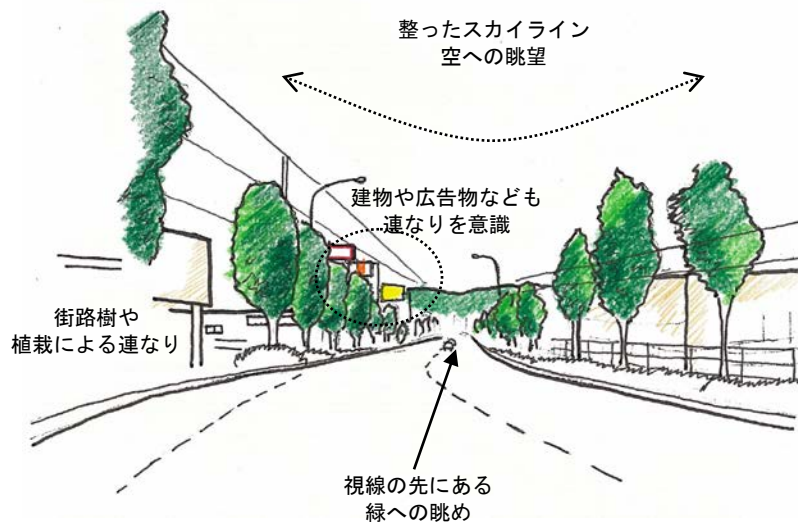 整ったスカイライン
空への眺望
建物や広告物なども
連なりを意識
街路樹や
植栽による連なり
視線の先にある
緑への眺め